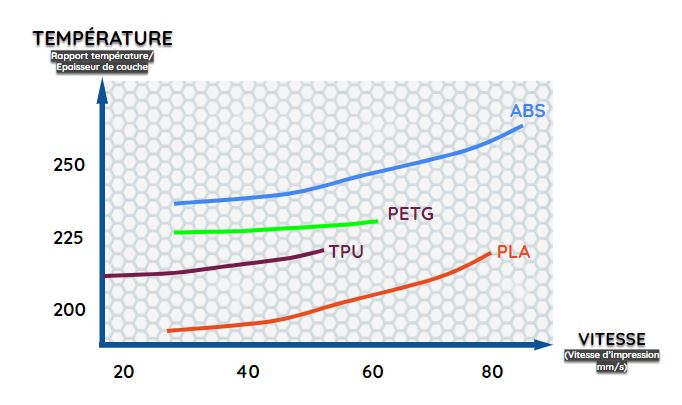 TEMPÉRATURE
Rapport température/
Epaisseur de couche
ABS
250
PETG
225
TPU
PLA
200
VITESSE
(Vitesse d'impression
mm/s)
20 40 60 80